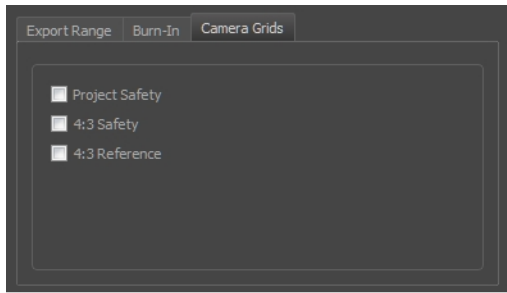 Export Range Burn-In Camera Grids
Project Safety
4:3 Safety
4:3 Reference